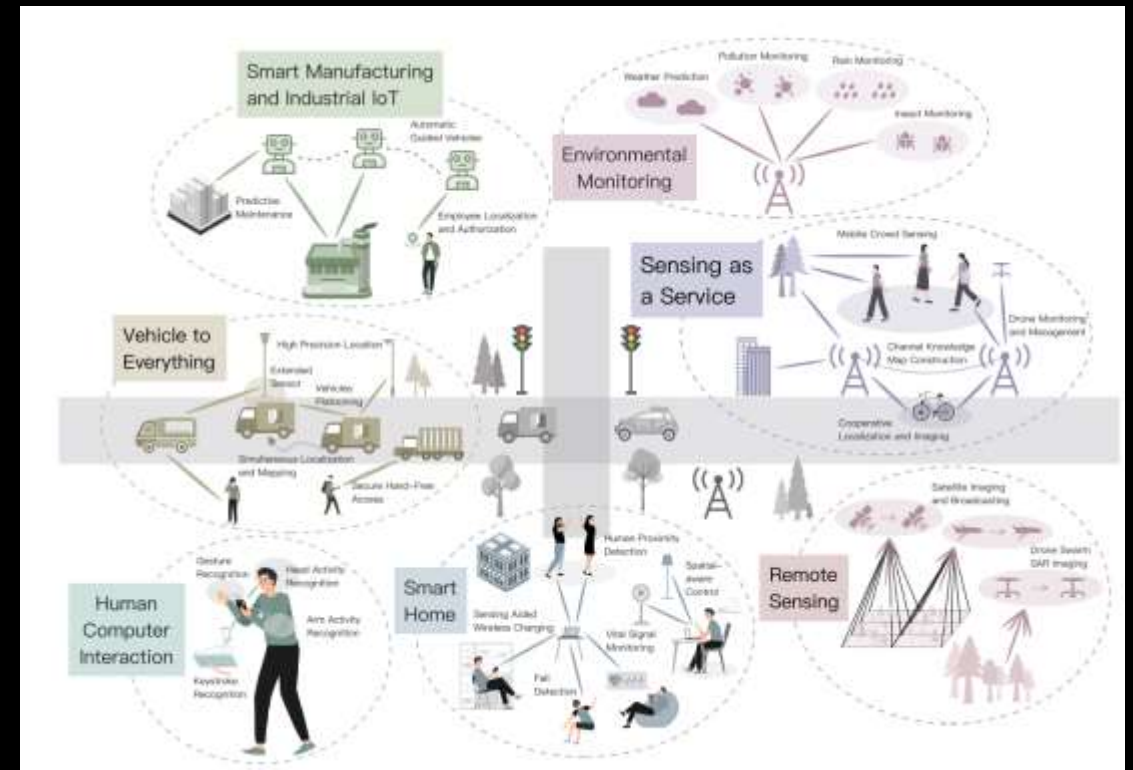 Smart Manufacturing
and Industrial IoT
Automatic
Guided Vehicles
Predictive
Maintenance
Employee Localization
and Authorization
Environmental
Monitoring
Weather Prediction
Pollution Monitoring
Rain Monitoring
Insect Monitoring
Sensing as
a Service
Mobile Crowd Sensing
Drone Monitoring
and Management
Channel Knowledge
Map Construction
Cooperative
Localization and Imaging
Vehicle to
Everything
High Precision Location
Extended
Sensor
Vehicles
Platooning
Simultaneous Localization
and Mapping
Secure Hand-Free
Access
Human
Computer
Interaction
Gesture
Recognition
Head Activity
Recognition
Arm Activity
Recognition
Keystroke
Recognition
Smart
Home
Human Proximity
Detection
Spatial-
aware
Control
Sensing Aided
Wireless Charging
Vital Signal
Monitoring
Fall
Detection
Remote
Sensing
Satellite Imaging
and Broadcasting
Drone Swarm
SAR Imaging